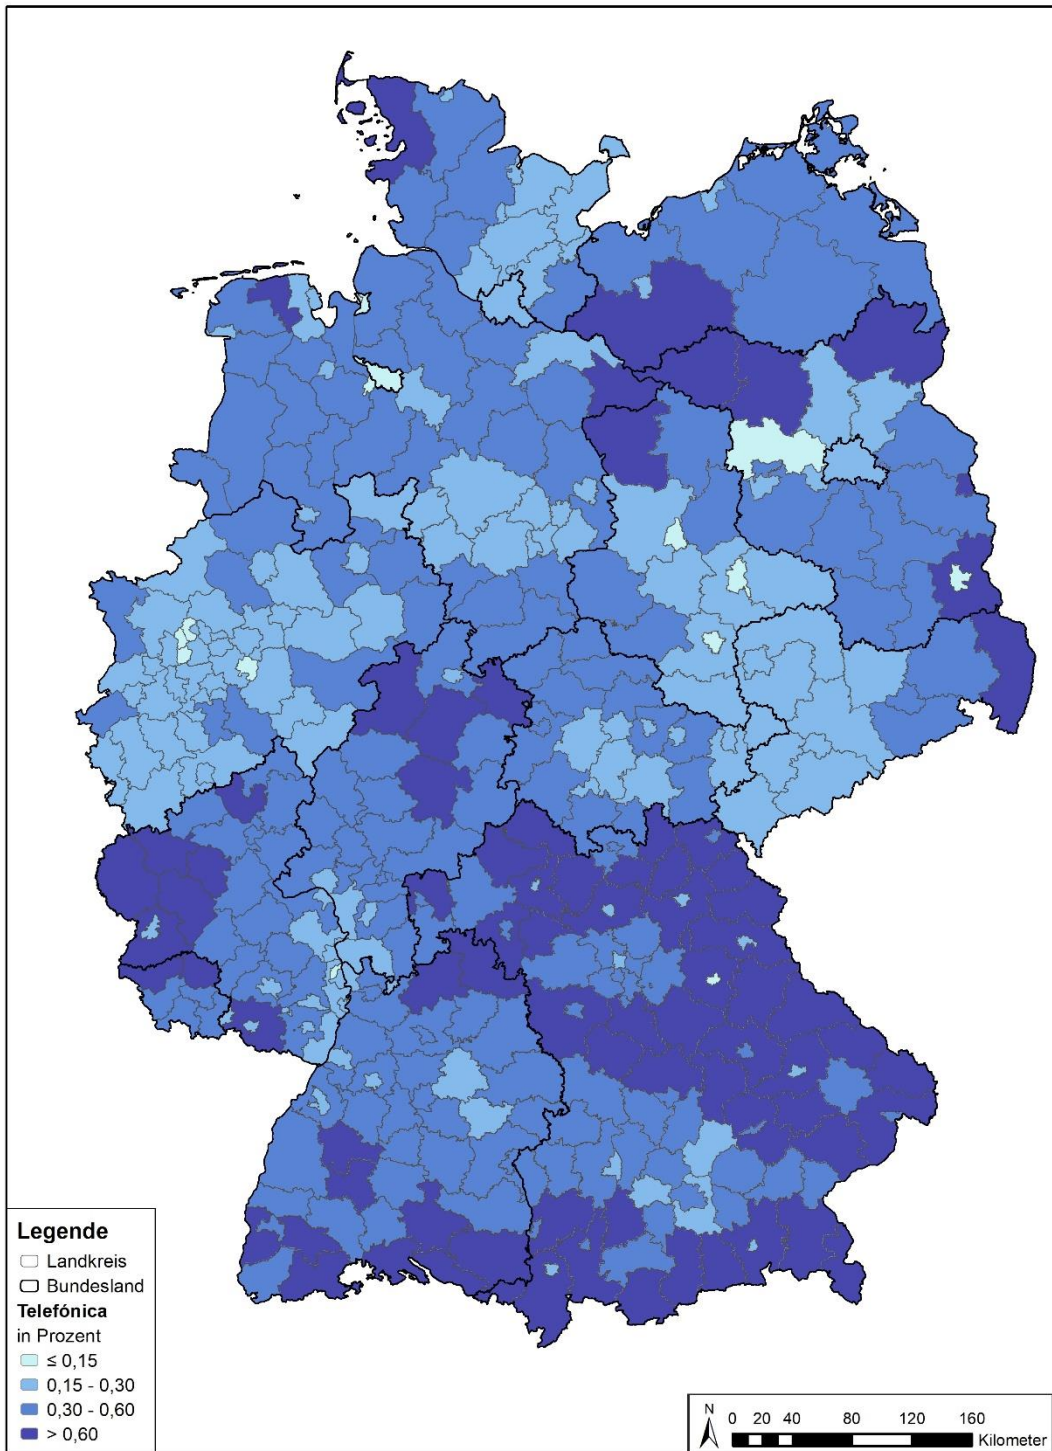 Legende
Landkreis
Bundesland
Telefónica
in Prozent
≤ 0,15
0,15 - 0,30
0,30 - 0,60
> 0,60
N
0 20 40 80 120 160
Kilometer